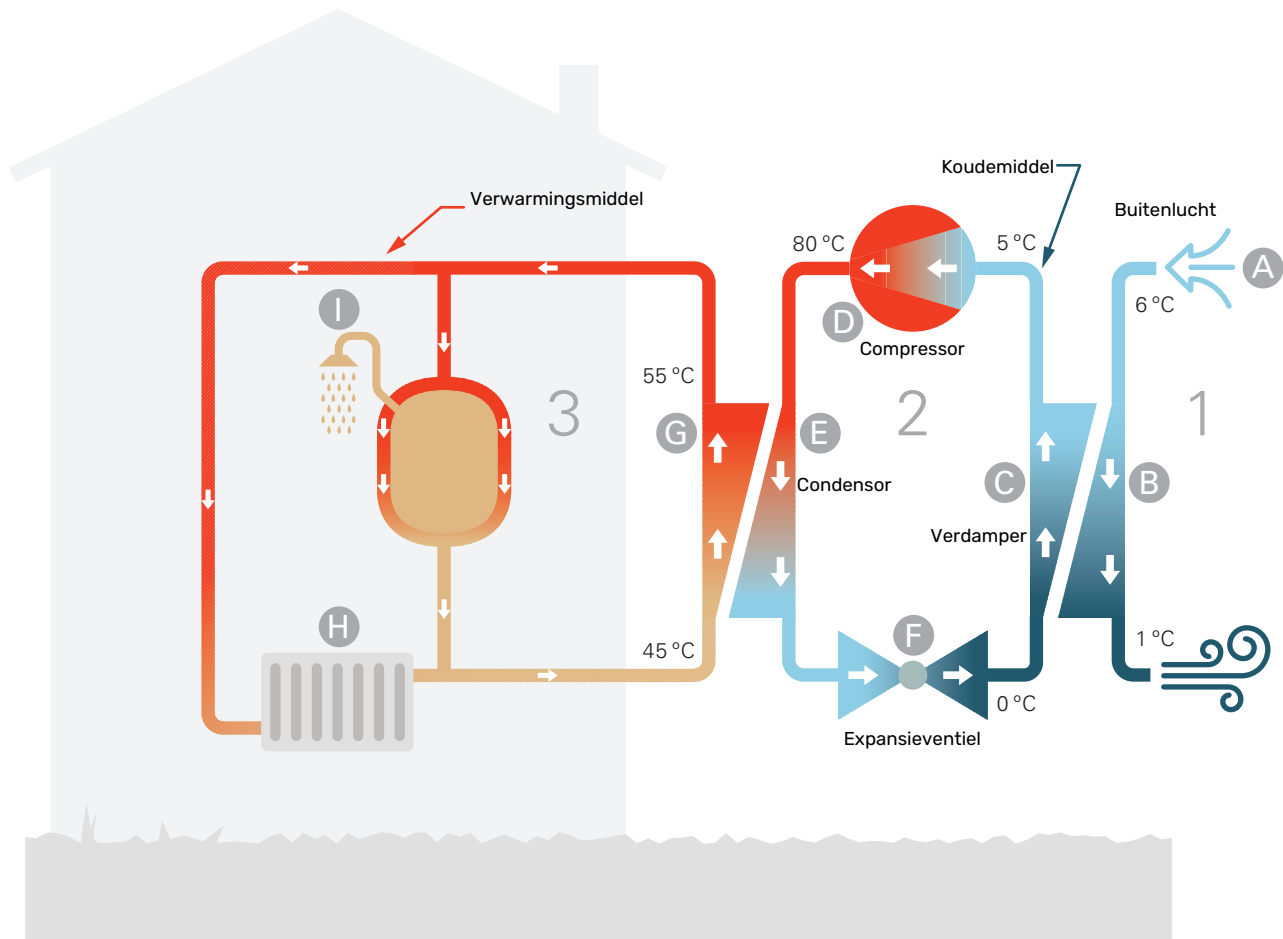 Koudemiddel
Verwarmingsmiddel
Buitenlucht
80 °C
5 °C
A
6 °C
I
D
Compressor
55 °C
3
2
1
G
E
Condensor
C
B
Verdamper
H
F
45 °C
1 °C
0 °C
Expansieventiel